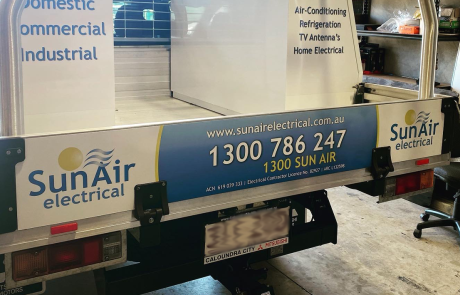 Domestic
Commercial
Industrial
Air-Conditioning
Refrigeration
TV Antenna's
Home Electrical
www.sunairelectrical.com.au
1300 786 247
1300 SUN AIR
SunAir
electrical
SunAir
electrical
CALOUNDRA CITY